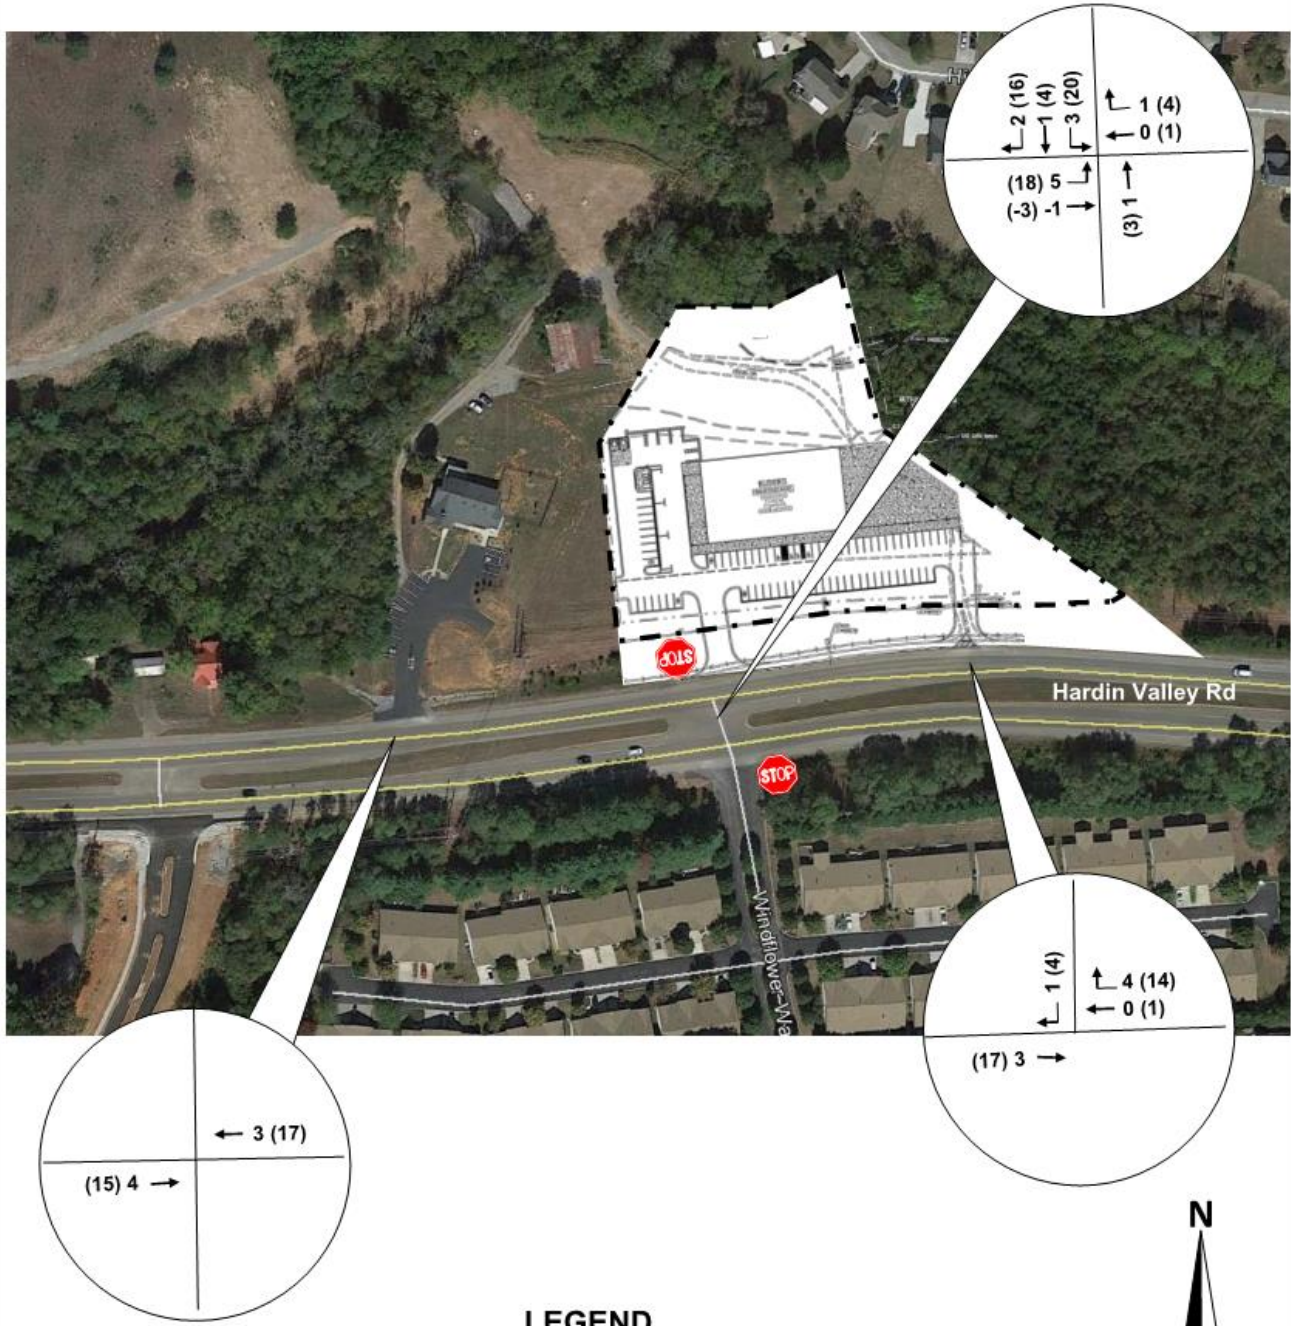 2 (16)
1 (4)
3 (20)
1 (4)
0 (1)
(18) 5
(-3) -1
(3) 1
STOP
Hardin Valley Rd
STOP
Windflower Wa
1 (4)
4 (14)
0 (1)
(17) 3
3 (17)
(15) 4
N
LEGEND